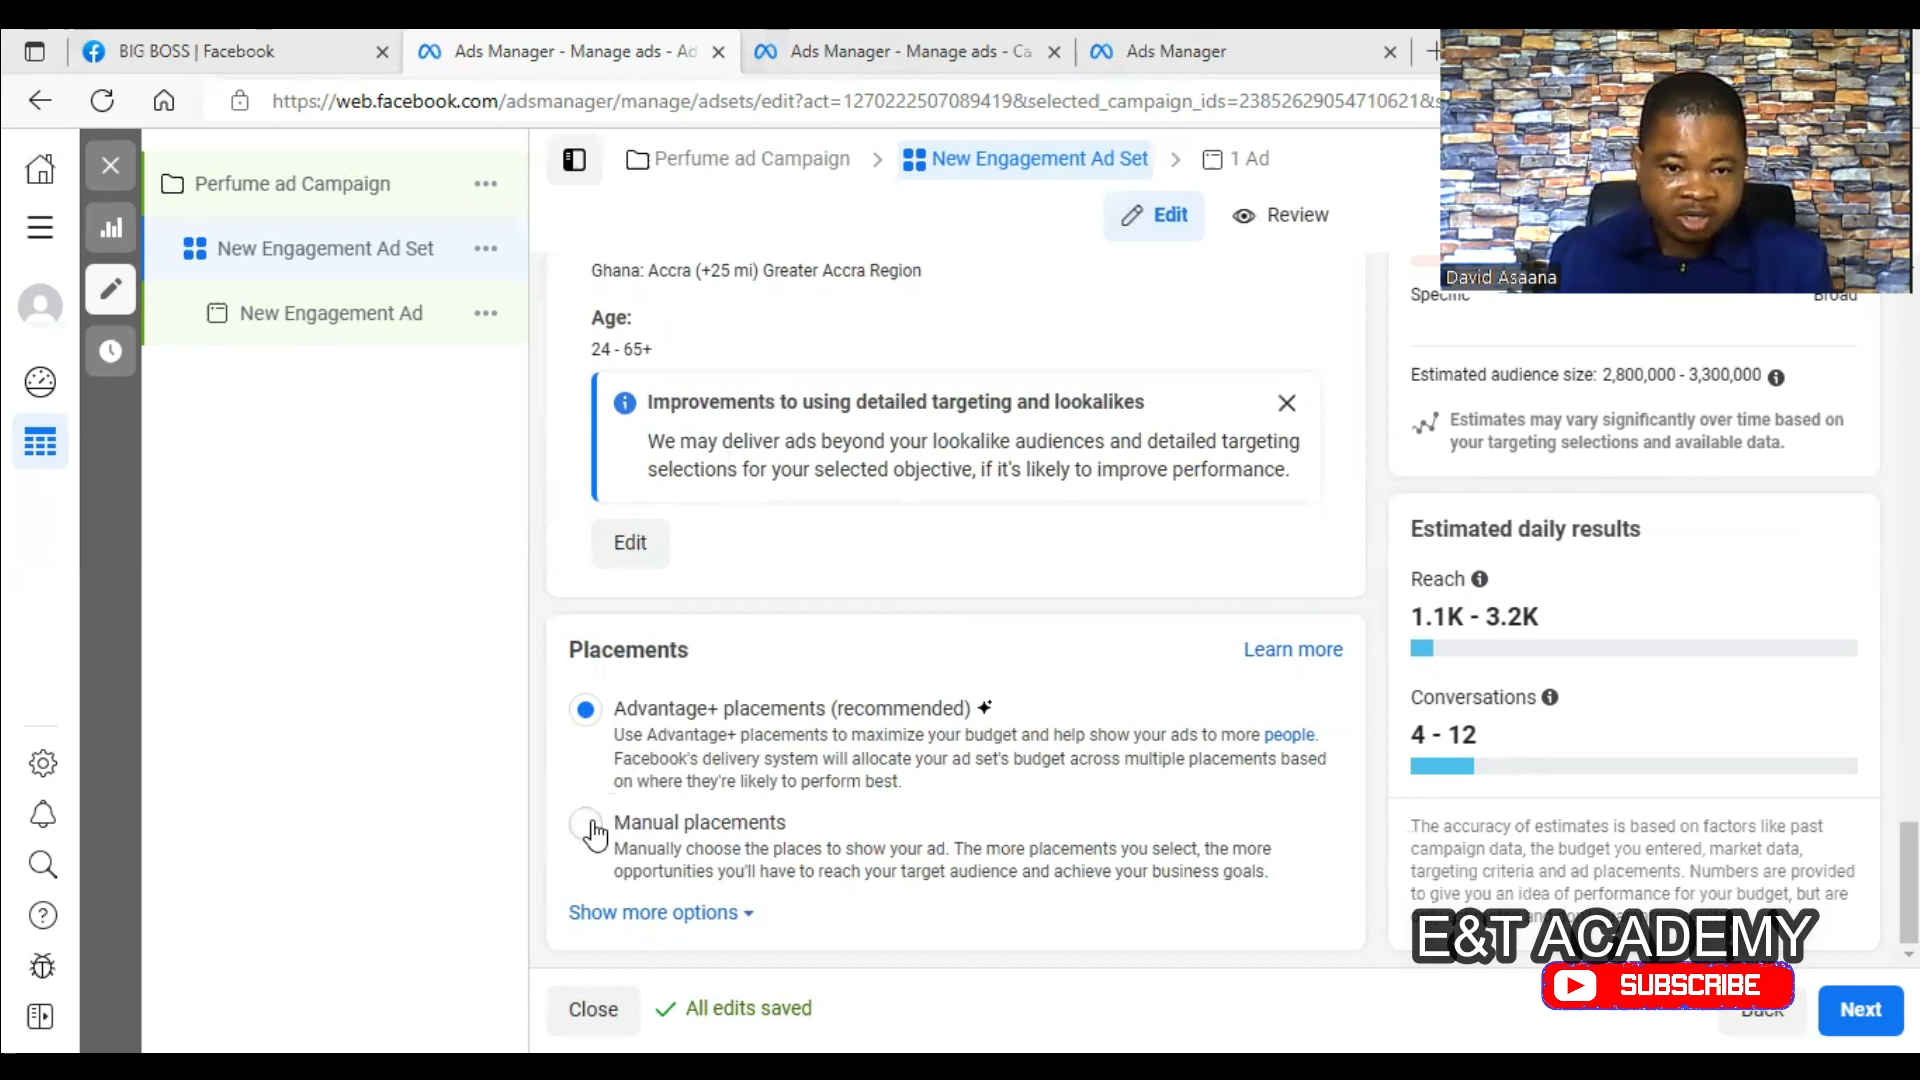 BIG BOSS | Facebook
Ads Manager - Manage ads - Ad
Ads Manager - Manage ads - Ca
Ads Manager
https://web.facebook.com/adsmanager/manage/adsets/edit?act=1270222507089419&selected_campaign_ids=23852629054710621&s
Perfume ad Campaign
New Engagement Ad Set
New Engagement Ad
Perfume ad Campaign
New Engagement Ad Set
1 Ad
Edit
Review
David Asaana
Ghana: Accra (+25 mi) Greater Accra Region
Age:
24 - 65+
Improvements to using detailed targeting and lookalikes
We may deliver ads beyond your lookalike audiences and detailed targeting
selections for your selected objective, if it's likely to improve performance.
Edit
Placements
Learn more
Advantage+ placements (recommended)
Use Advantage+ placements to maximize your budget and help show your ads to more people.
Facebook's delivery system will allocate your ad set's budget across multiple placements based
on where they're likely to perform best.
Manual placements
Manually choose the places to show your ad. The more placements you select, the more
opportunities you'll have to reach your target audience and achieve your business goals.
Show more options
Close
All edits saved
Specific
Broad
Estimated audience size: 2,800,000 - 3,300,000
Estimates may vary significantly over time based on
your targeting selections and available data.
Estimated daily results
Reach
1.1K - 3.2K
Conversations
4 - 12
The accuracy of estimates is based on factors like past
campaign data, the budget you entered, market data,
targeting criteria and ad placements. Numbers are provided
to give you an idea of performance for your budget, but are
E&T ACADEMY
SUBSCRIBE
Back
Next